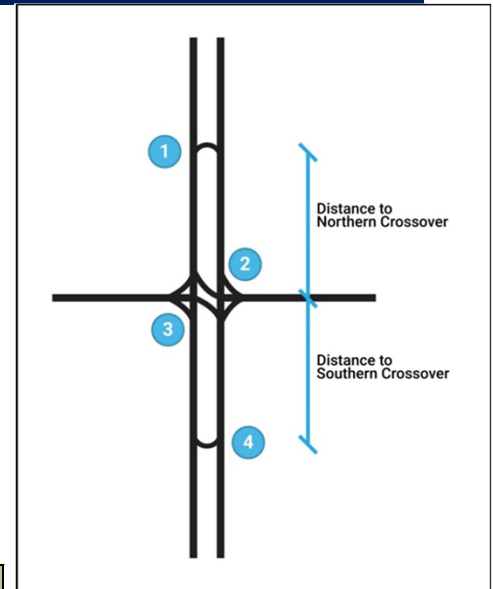 1
2
Distance to
Northern Crossover
3
Distance to
Southern Crossover
4